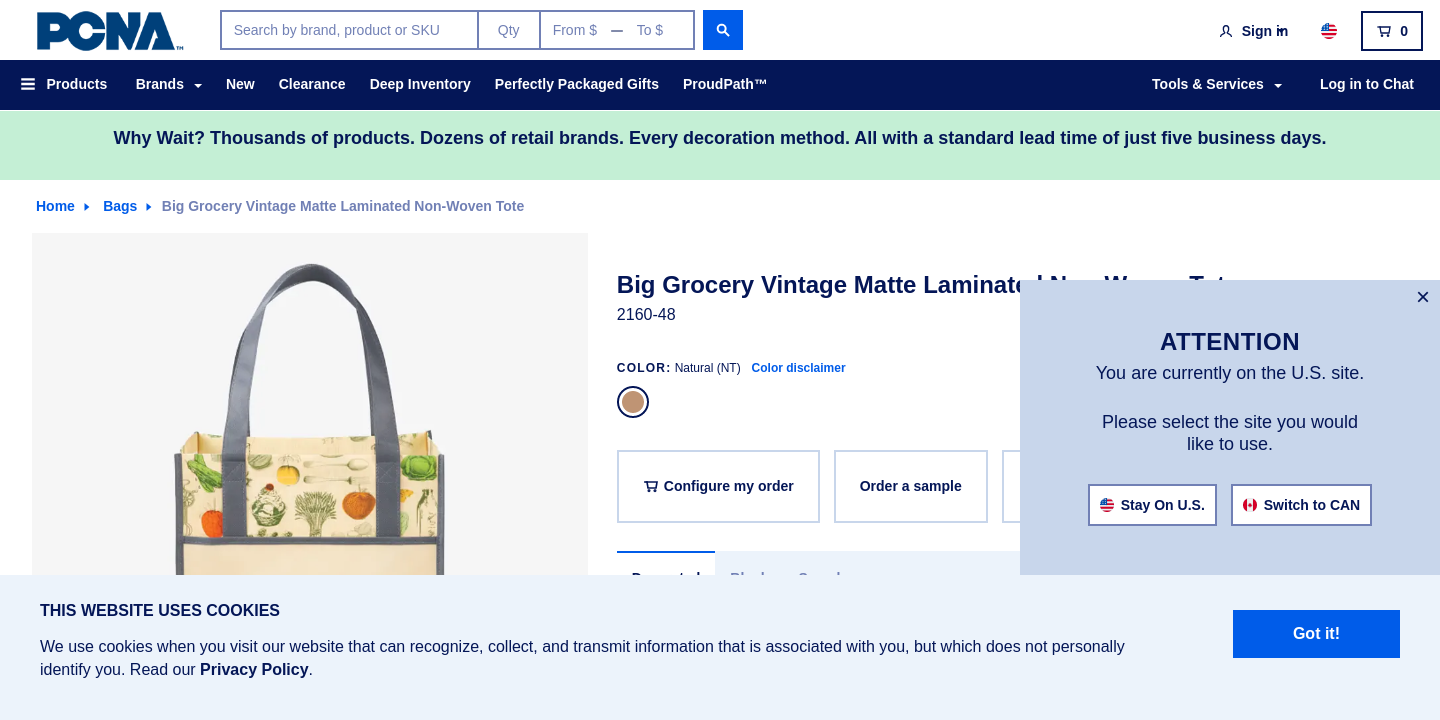 PCNA™
Search by brand, product or SKU
Qty
From $ — To $
Sign in
0
Products
Brands
New
Clearance
Deep Inventory
Perfectly Packaged Gifts
ProudPath™
Tools & Services
Log in to Chat
Why Wait? Thousands of products. Dozens of retail brands. Every decoration method. All with a standard lead time of just five business days.
Home
Bags
Big Grocery Vintage Matte Laminated Non-Woven Tote
Big Grocery Vintage Matte Laminated
2160-48
COLOR: Natural (NT) Color disclaimer
Configure my order
Order a sample
×
ATTENTION
You are currently on the U.S. site.
Please select the site you would
like to use.
Stay On U.S.
Switch to CAN
THIS WEBSITE USES COOKIES
We use cookies when you visit our website that can recognize, collect, and transmit information that is associated with you, but which does not personally
identify you. Read our Privacy Policy.
Got it!